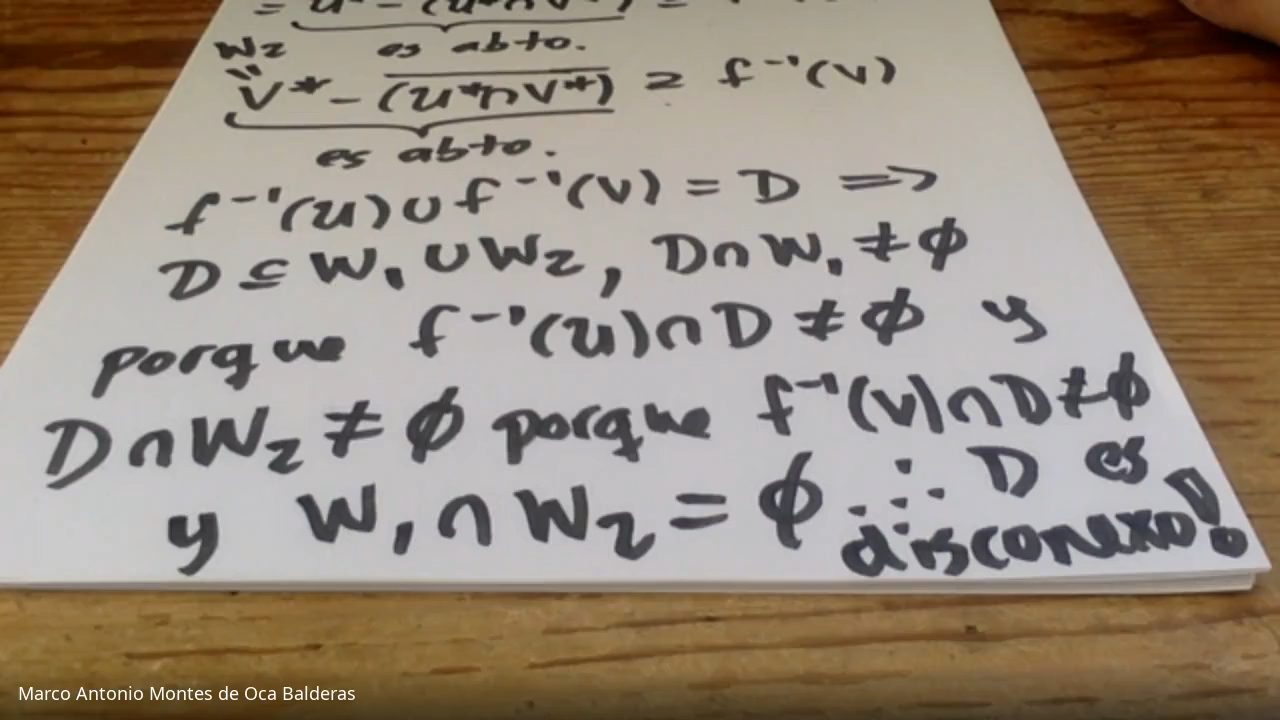 = U* - (U*∩V*) =
W2 es abto.
"
V* - (U*∩V*) = f⁻¹(V)
es abto.
f⁻¹(U)∪f⁻¹(V) = D ⟹
D ⊆ W₁ ∪ W₂, D∩W₁ ≠ ∅
porque f⁻¹(U)∩D ≠ ∅ y
D∩W₂ ≠ ∅ porque f⁻¹(V)∩D≠∅
y W₁ ∩ W₂ = ∅ ∴ D es
disconexo!
Marco Antonio Montes de Oca Balderas